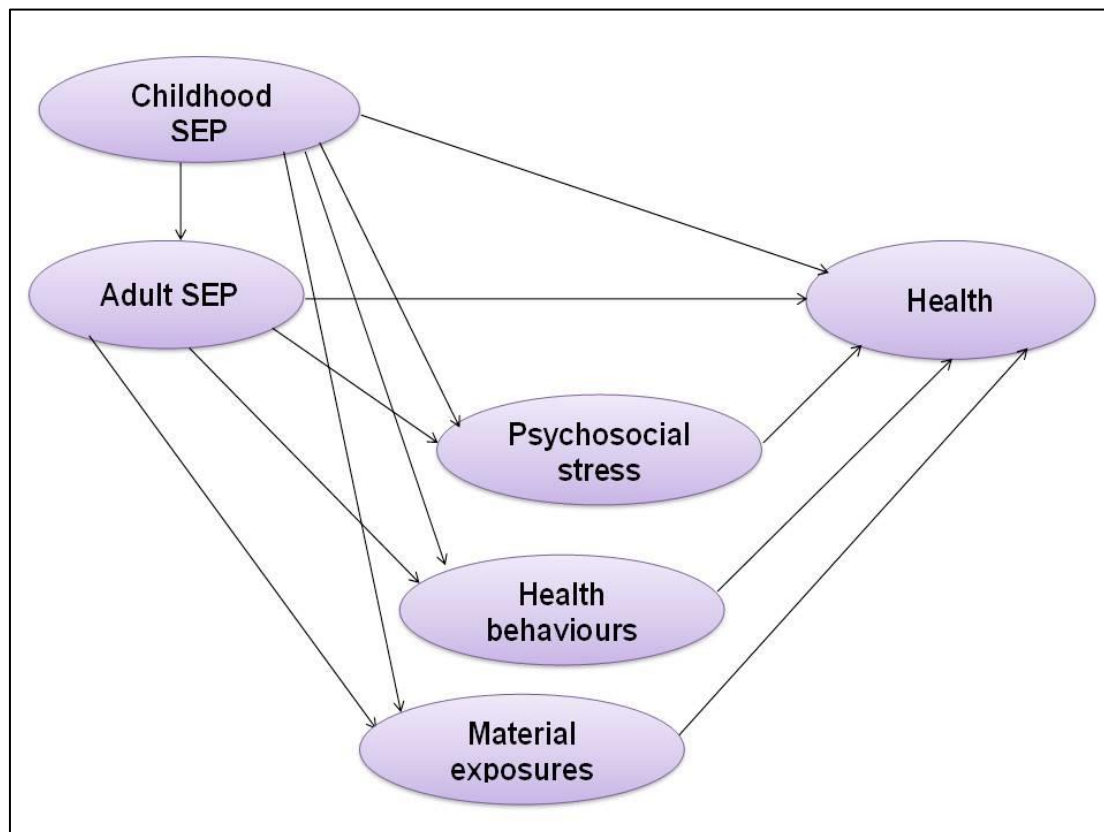 Childhood
SEP
Adult SEP
Health
Psychosocial
stress
Health
behaviours
Material
exposures